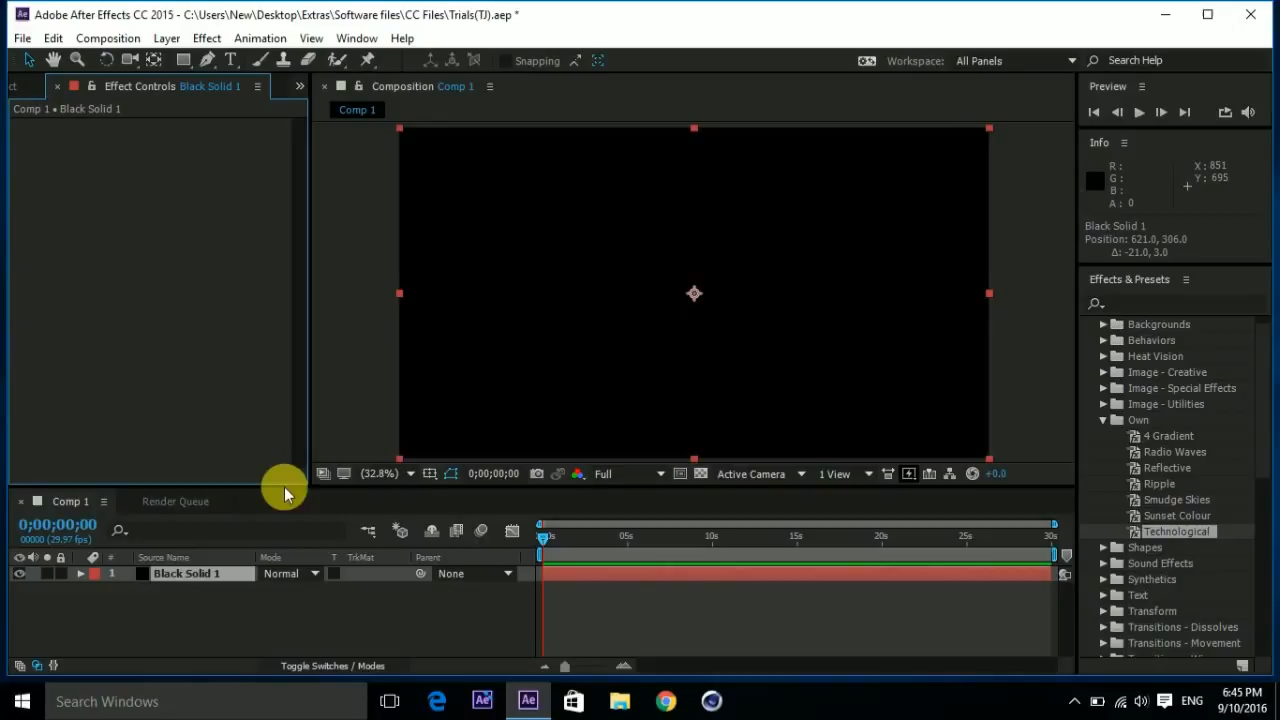 Adobe After Effects CC 2015 - C:\Users\New\Desktop\Extras\Software files\CC Files\Trials(TJ).aep *
File Edit Composition Layer Effect Animation View Window Help
Snapping
Workspace: All Panels
Search Help
Effect Controls Black Solid 1
Comp 1 • Black Solid 1
Composition Comp 1
Comp 1
(32.8%)
0;00;00;00
Full
Active Camera
1 View
+0.0
Preview
Info
R :
G :
B :
A : 0
X : 851
Y : 695
Black Solid 1
Position: 621.0, 306.0
Δ: -21.0, 3.0
Effects & Presets
Backgrounds
Behaviors
Heat Vision
Image - Creative
Image - Special Effects
Image - Utilities
Own
4 Gradient
Radio Waves
Reflective
Ripple
Smudge Skies
Sunset Colour
Technological
Shapes
Sound Effects
Synthetics
Text
Transform
Transitions - Dissolves
Transitions - Movement
Comp 1
Render Queue
0;00;00;00
00000 (29.97 fps)
05s 10s 15s 20s 25s 30s
# Source Name Mode T TrkMat Parent
1 Black Solid 1 Normal None
Toggle Switches / Modes
Search Windows
Ae
Ae
ENG
6:45 PM
9/10/2016